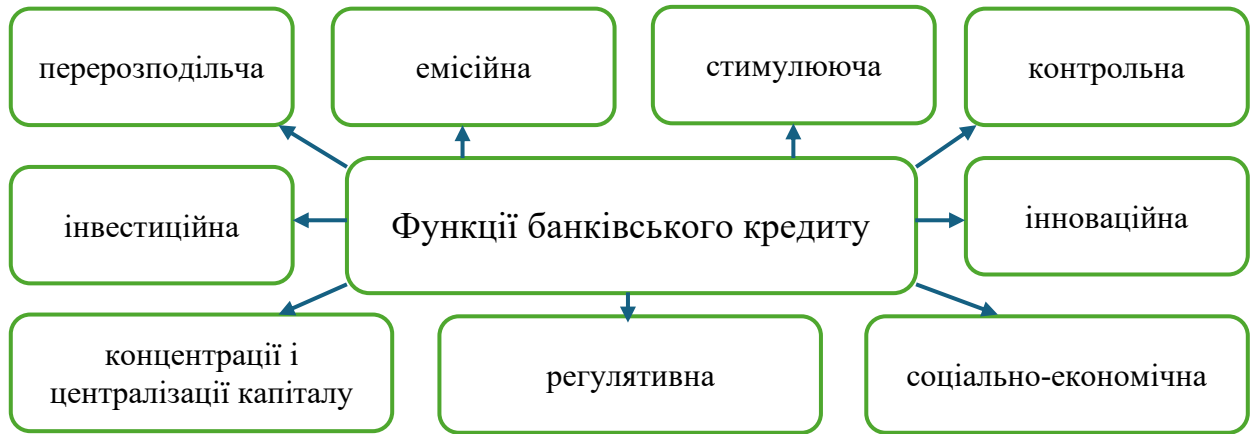 перерозподільча
емісійна
стимулююча
контрольна
інвестиційна
Функції банківського кредиту
інноваційна
концентрації і
централізації капіталу
регулятивна
соціально-економічна